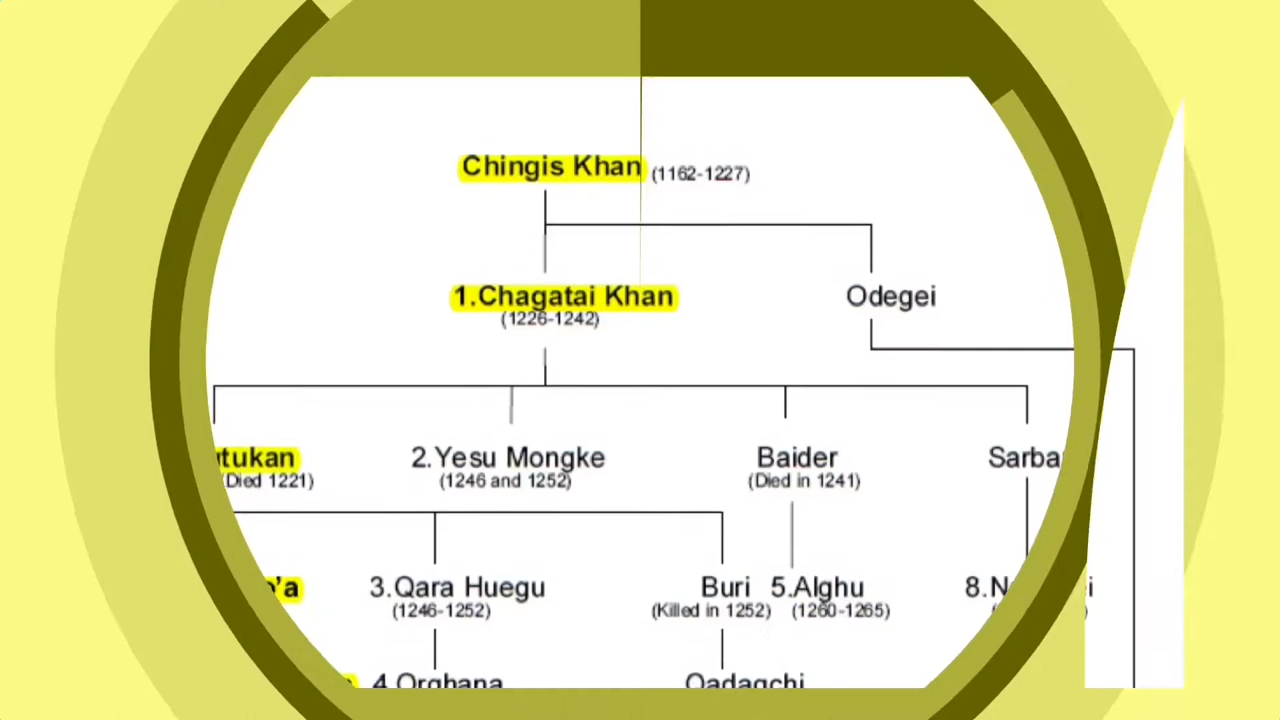 Chingis Khan (1162-1227)
1.Chagatai Khan Odegei
(1226-1242)
2.Yesu Mongke Baider
(Died 1221) (1246 and 1252) (Died in 1241)
3.Qara Huegu Buri 5.Alghu
(1246-1252) (Killed in 1252) (1260-1265)
4.Orghana Qadagchi